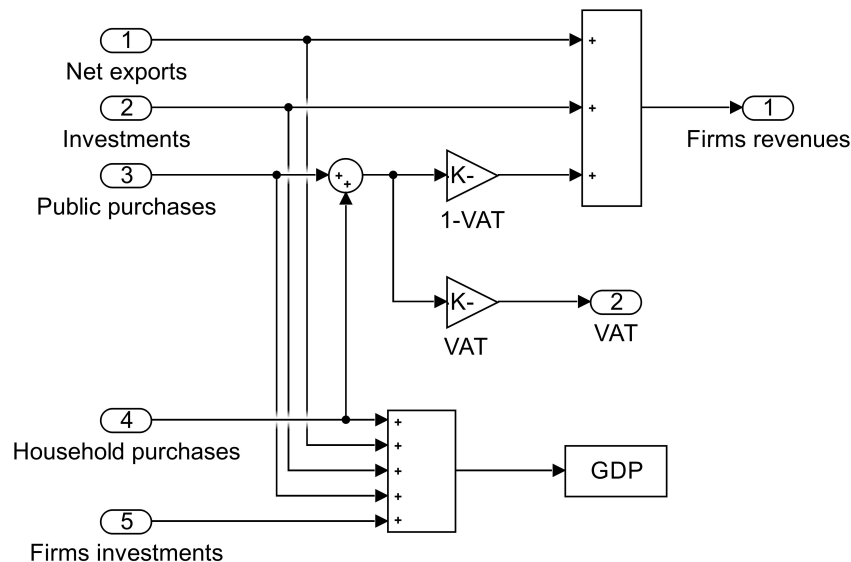 1
Net exports
2
Investments
3
Public purchases
+
+
K-
1-VAT
+
+
+
1
Firms revenues
K-
VAT
2
VAT
4
Household purchases
5
Firms investments
+
+
+
+
+
GDP